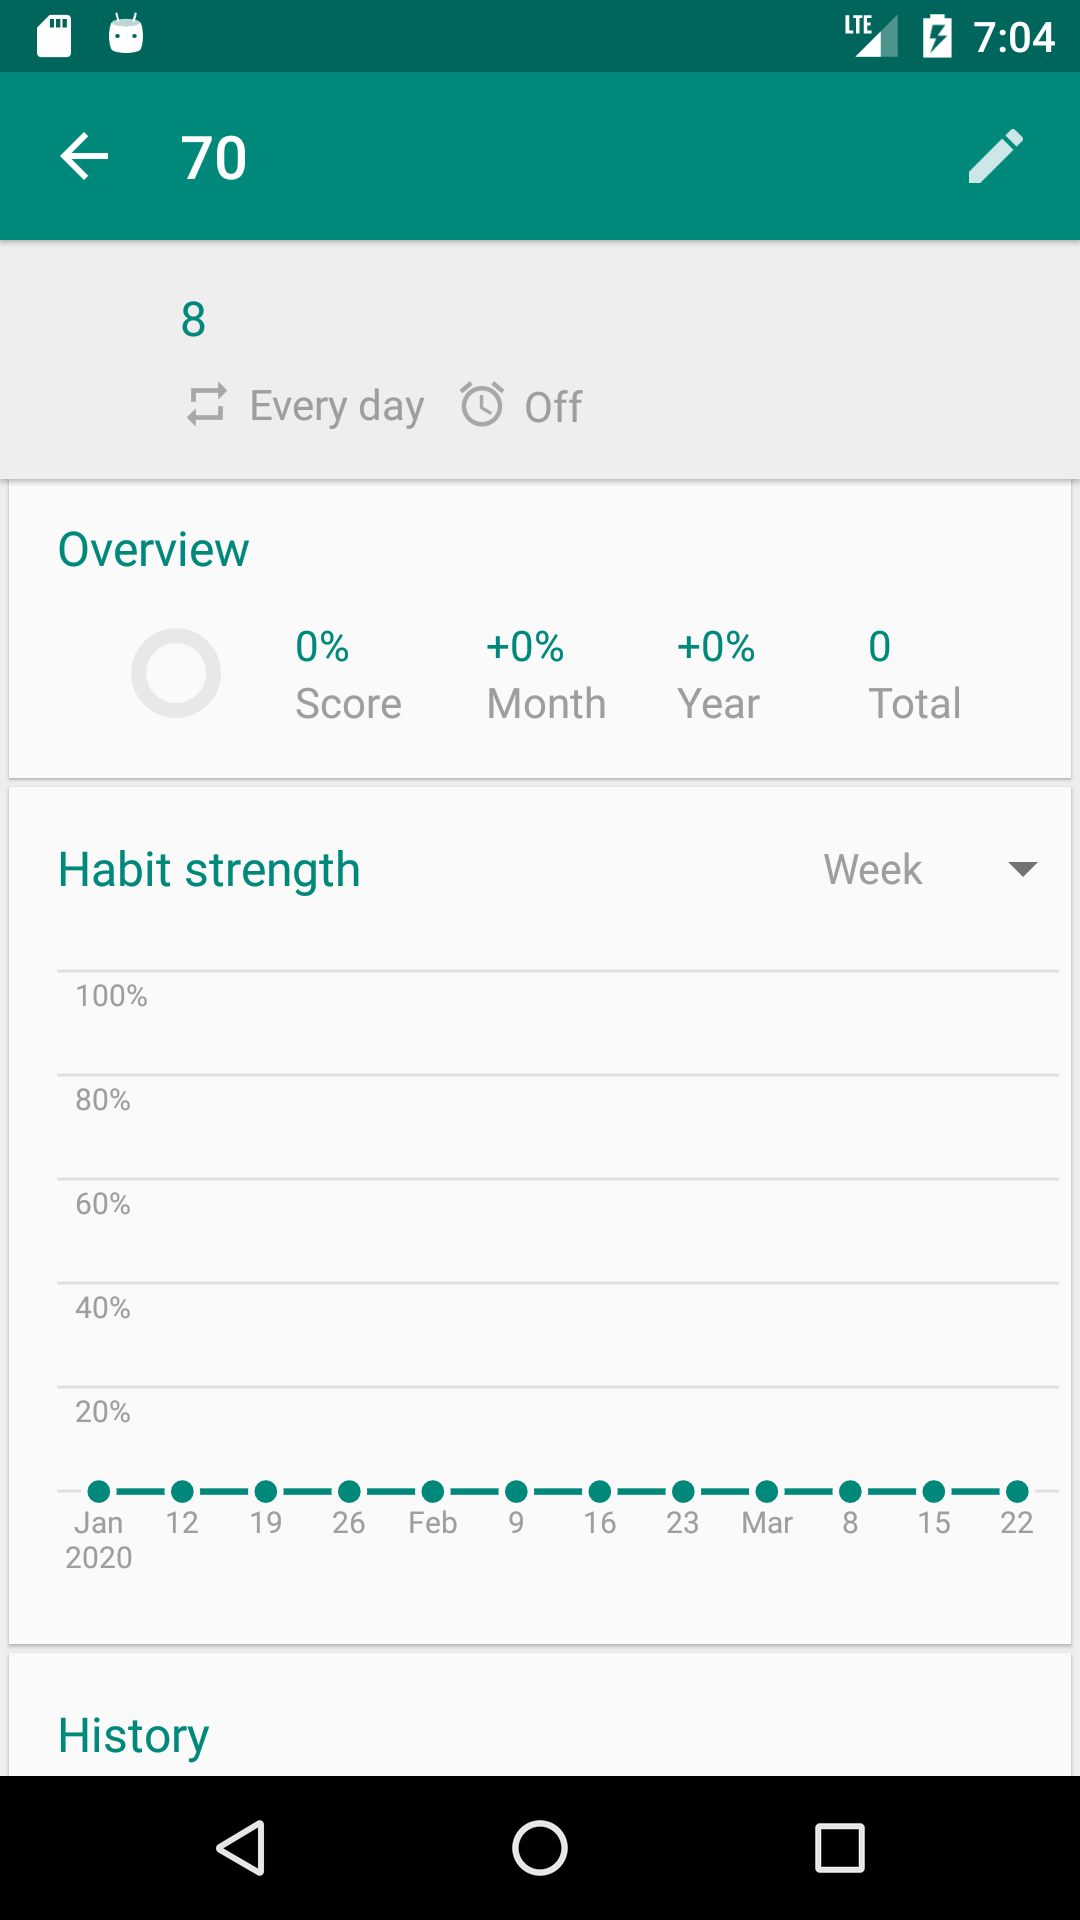 LTE 7:04
70
8
Every day Off
Overview
0% +0% +0% 0
Score Month Year Total
Habit strength Week
100%
80%
60%
40%
20%
Jan 12 19 26 Feb 9 16 23 Mar 8 15 22
2020
History